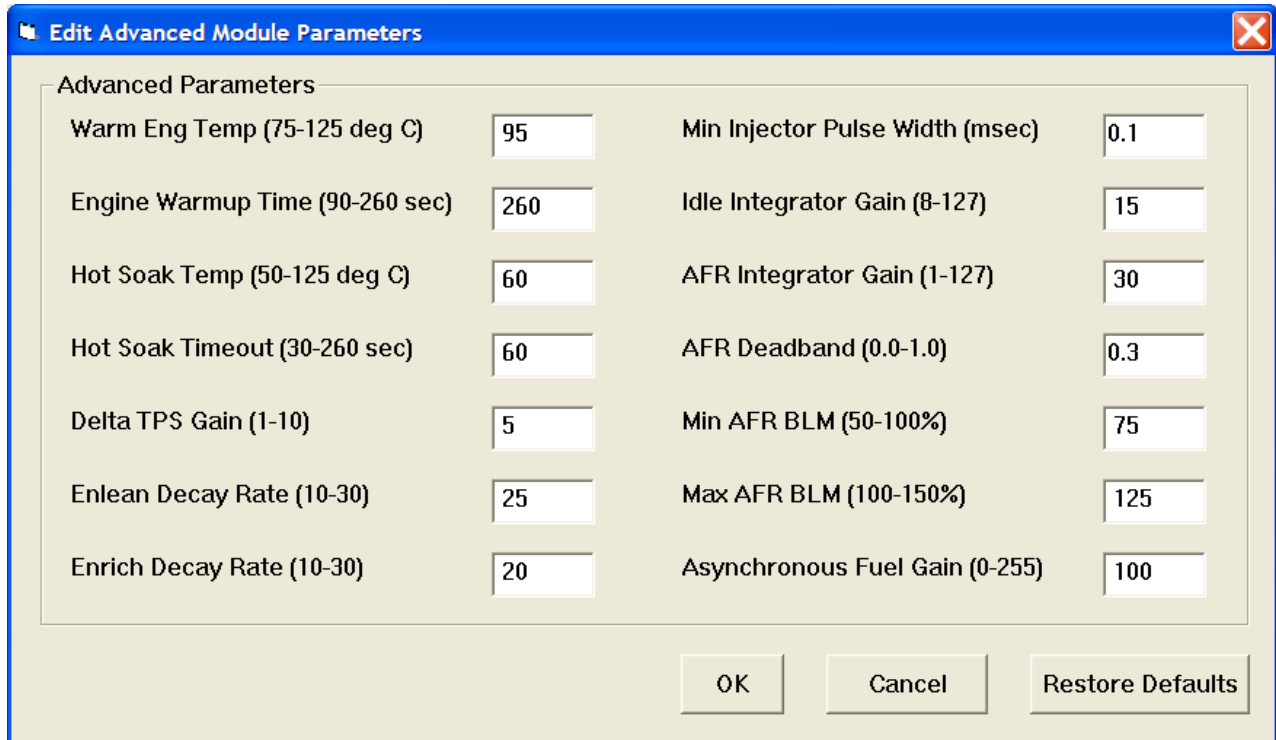 Edit Advanced Module Parameters
Advanced Parameters
Warm Eng Temp (75-125 deg C) 95
Engine Warmup Time (90-260 sec) 260
Hot Soak Temp (50-125 deg C) 60
Hot Soak Timeout (30-260 sec) 60
Delta TPS Gain (1-10) 5
Enlean Decay Rate (10-30) 25
Enrich Decay Rate (10-30) 20
Min Injector Pulse Width (msec) 0.1
Idle Integrator Gain (8-127) 15
AFR Integrator Gain (1-127) 30
AFR Deadband (0.0-1.0) 0.3
Min AFR BLM (50-100%) 75
Max AFR BLM (100-150%) 125
Asynchronous Fuel Gain (0-255) 100
OK Cancel Restore Defaults